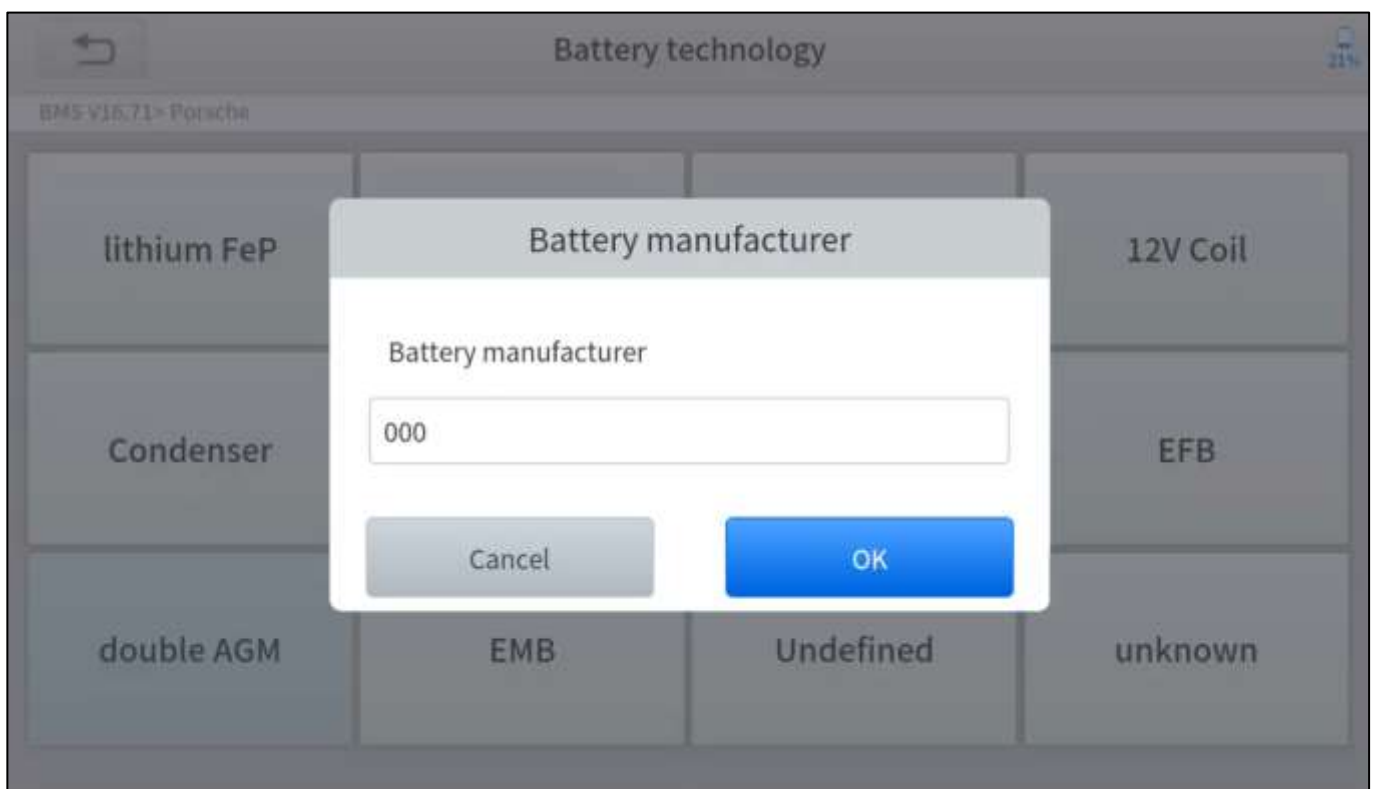 Battery technology
21%
BMS V16.71> Porsche
lithium FeP
12V Coil
Battery manufacturer
Battery manufacturer
000
Condenser
EFB
Cancel
OK
double AGM
EMB
Undefined
unknown